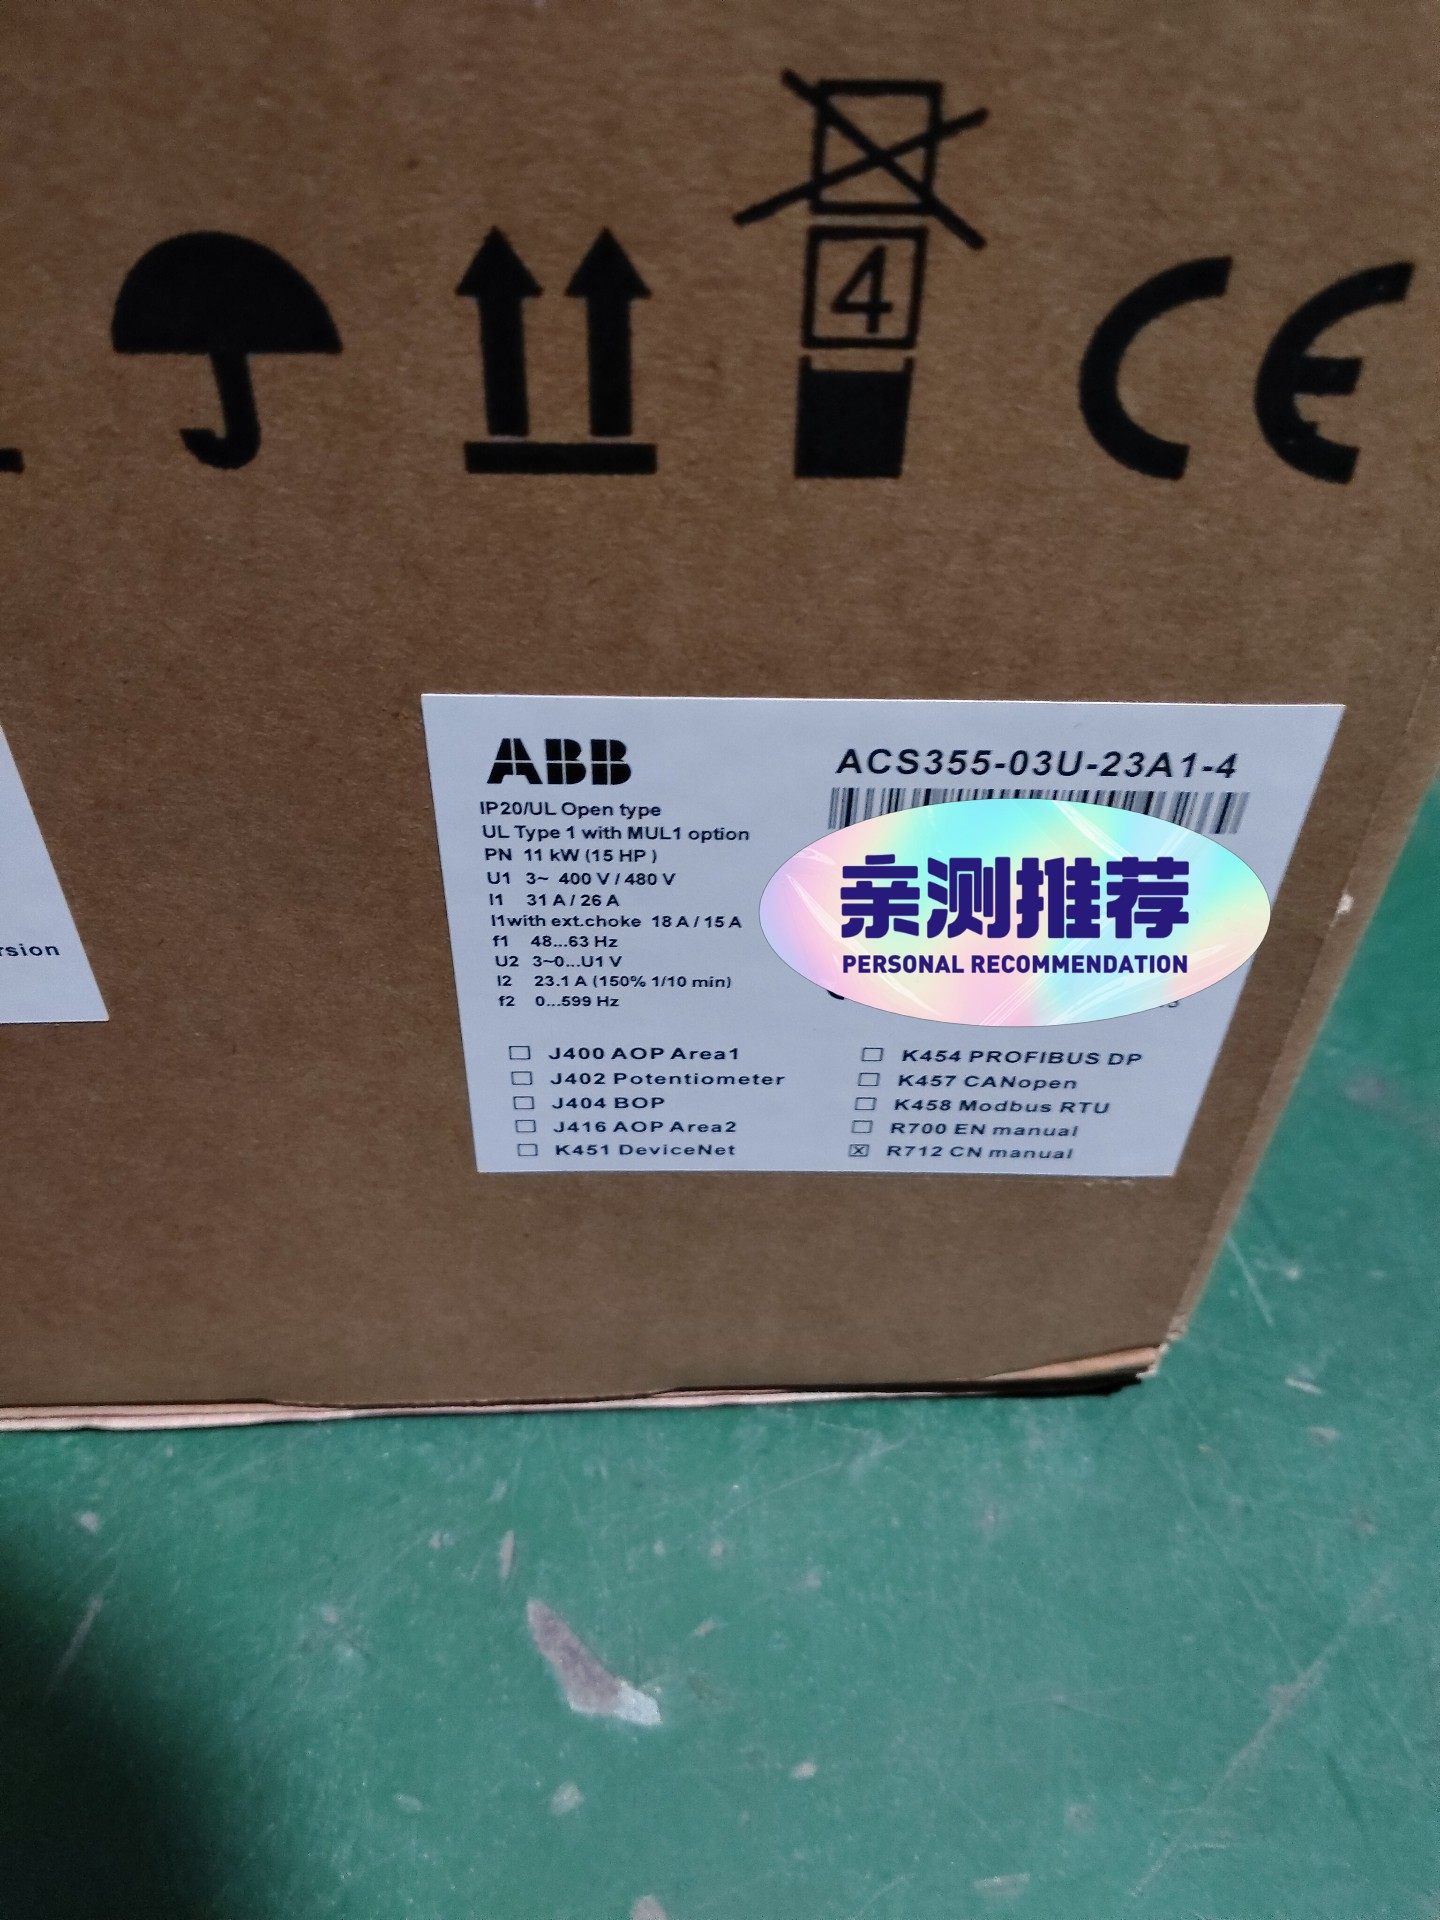 4
CE
rsion
ABB
ACS355-03U-23A1-4
IP20/UL Open type
UL Type 1 with MUL1 option
PN 11 kW (15 HP )
U1 3~ 400 V / 480 V
I1 31 A / 26 A
I1with ext.choke 18 A / 15 A
f1 48...63 Hz
U2 3~0...U1 V
I2 23.1 A (150% 1/10 min)
f2 0...599 Hz
亲测推荐
PERSONAL RECOMMENDATION
J400 AOP Area1
J402 Potentiometer
J404 BOP
J416 AOP Area2
K451 DeviceNet
K454 PROFIBUS DP
K457 CANopen
K458 Modbus RTU
R700 EN manual
R712 CN manual